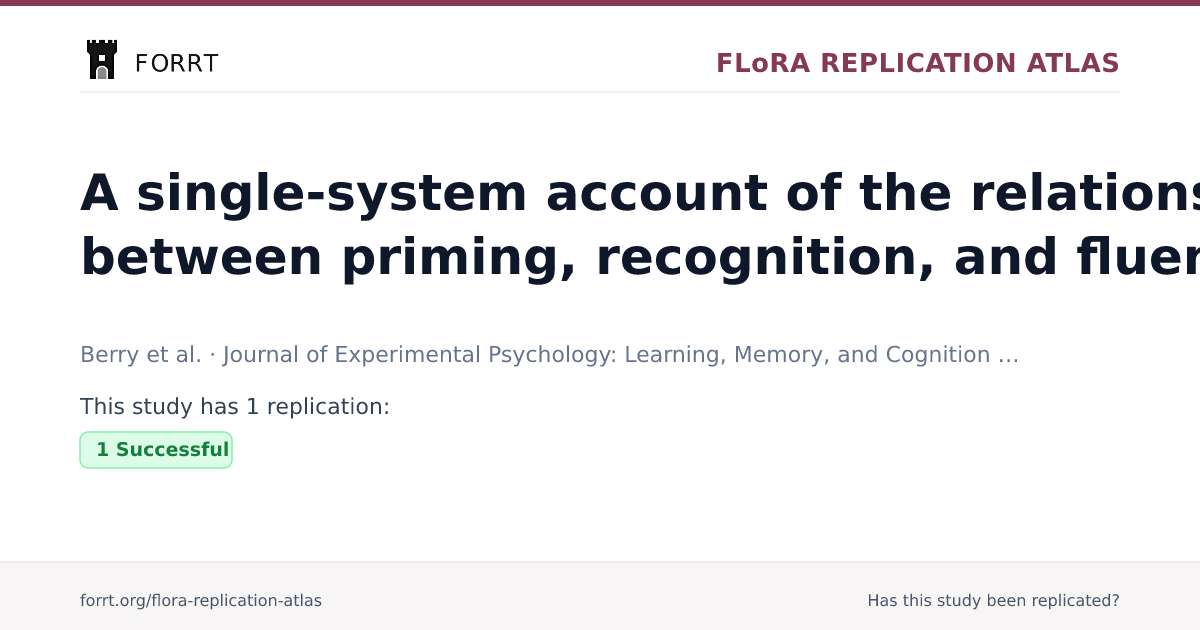 FORRT
FLoRA REPLICATION ATLAS
A single-system account of the relations
between priming, recognition, and fluen
Berry et al. · Journal of Experimental Psychology: Learning, Memory, and Cognition …
This study has 1 replication:
1 Successful
forrt.org/flora-replication-atlas
Has this study been replicated?